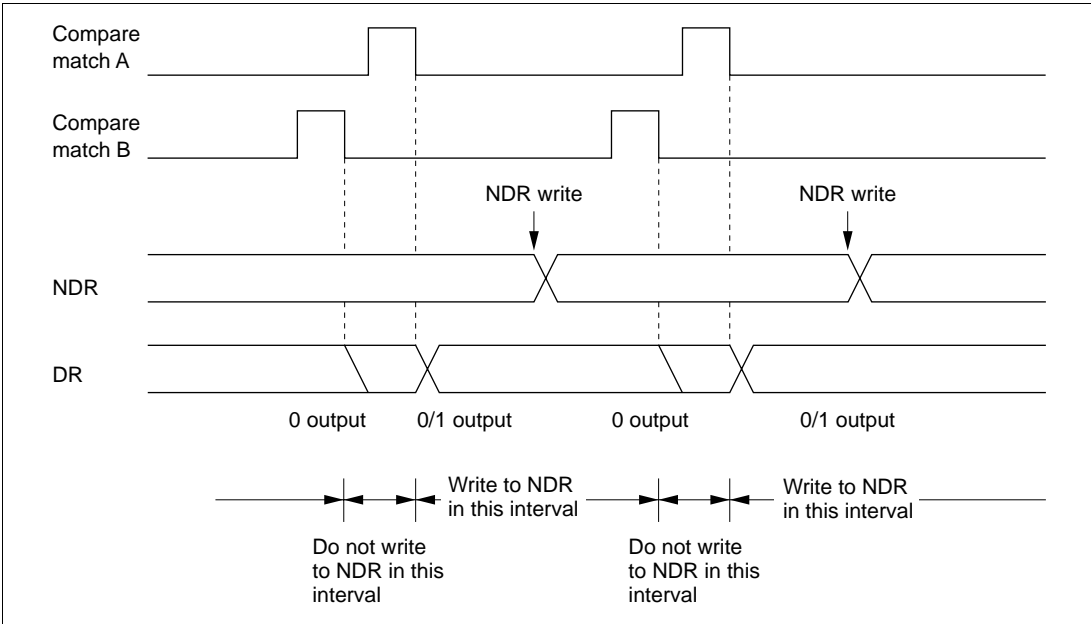 Compare
match A
Compare
match B
NDR write
NDR write
NDR
DR
0 output
0/1 output
0 output
0/1 output
Write to NDR
in this interval
Write to NDR
in this interval
Do not write
to NDR in this
interval
Do not write
to NDR in this
interval